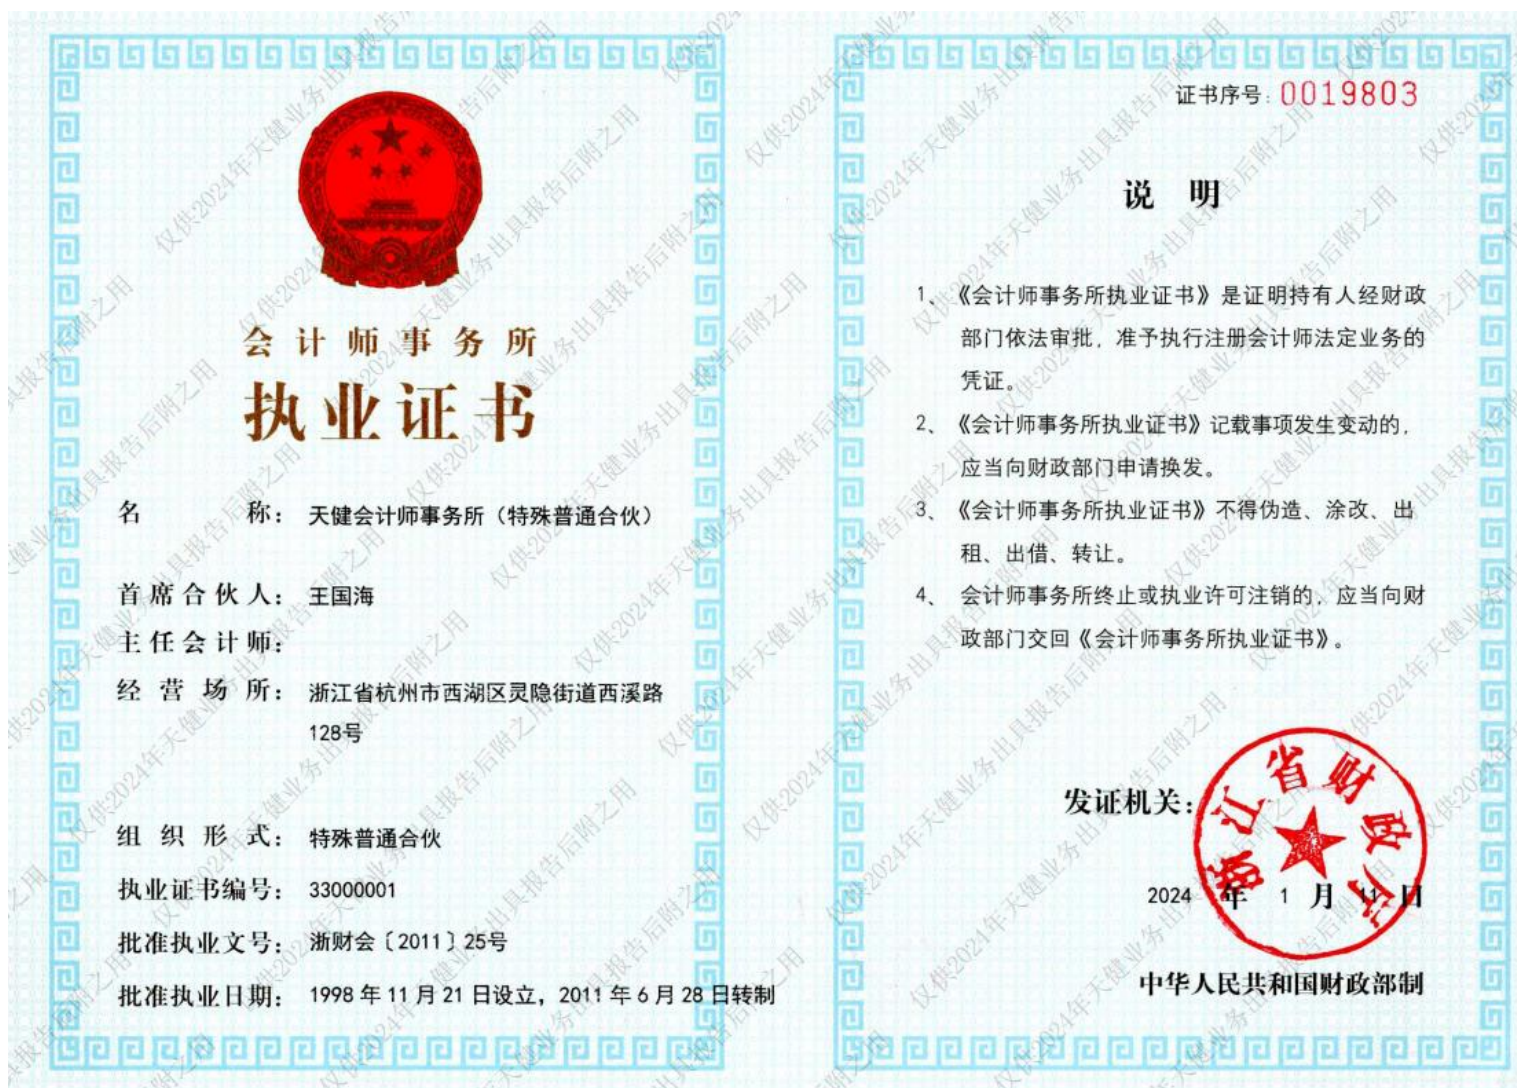 会计师事务所
执业证书
名 称: 天健会计师事务所（特殊普通合伙）
首席合伙人: 王国海
主任会计师:
经营场所: 浙江省杭州市西湖区灵隐街道西溪路
128号
组织形式: 特殊普通合伙
执业证书编号: 33000001
批准执业文号: 浙财会〔2011〕25号
批准执业日期: 1998年11月21日设立，2011年6月28日转制
证书序号: 0019803
说 明
1、《会计师事务所执业证书》是证明持有人经财政
部门依法审批，准予执行注册会计师法定业务的
凭证。
2、《会计师事务所执业证书》记载事项发生变动的，
应当向财政部门申请换发。
3、《会计师事务所执业证书》不得伪造、涂改、出
租、出借、转让。
4、会计师事务所终止或执业许可注销的，应当向财
政部门交回《会计师事务所执业证书》。
发证机关:
浙江省财政厅
2024 年 1 月 11 日
中华人民共和国财政部制
仅供2024年天健业务出具报告后附之用